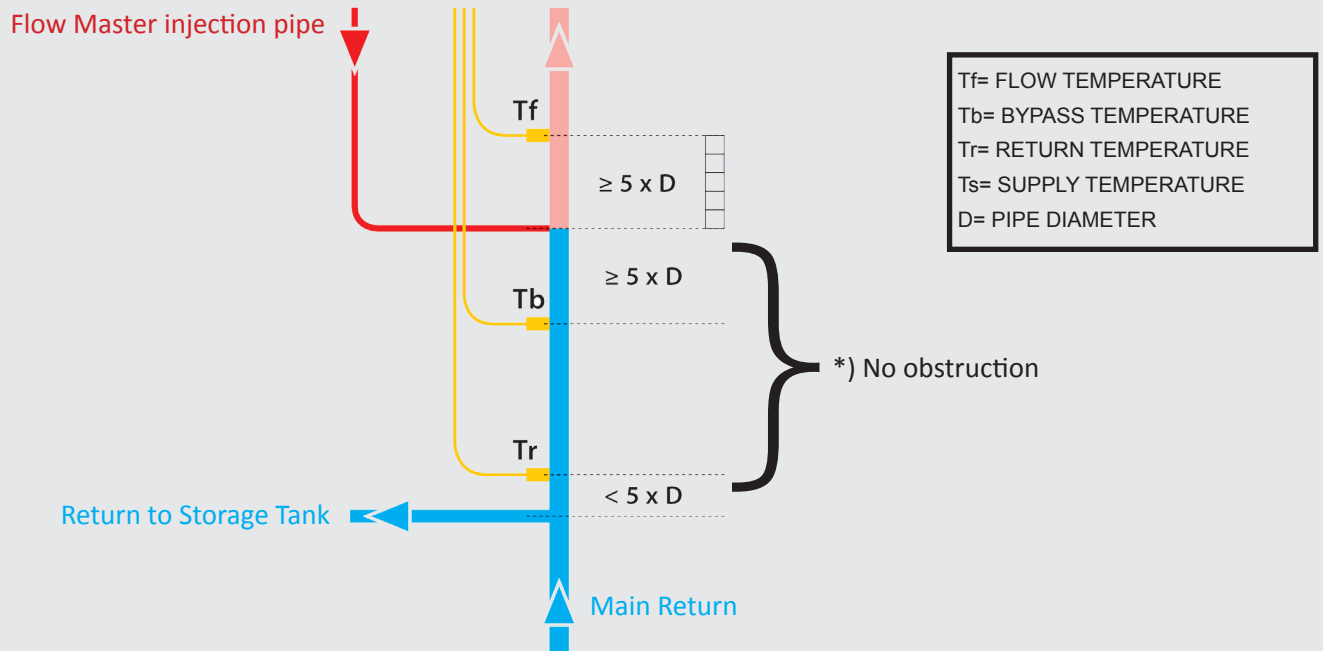 Flow Master injection pipe
Tf
≥ 5 x D
≥ 5 x D
Tb
*) No obstruction
Tr
< 5 x D
Return to Storage Tank
Main Return
Tf= FLOW TEMPERATURE
Tb= BYPASS TEMPERATURE
Tr= RETURN TEMPERATURE
Ts= SUPPLY TEMPERATURE
D= PIPE DIAMETER